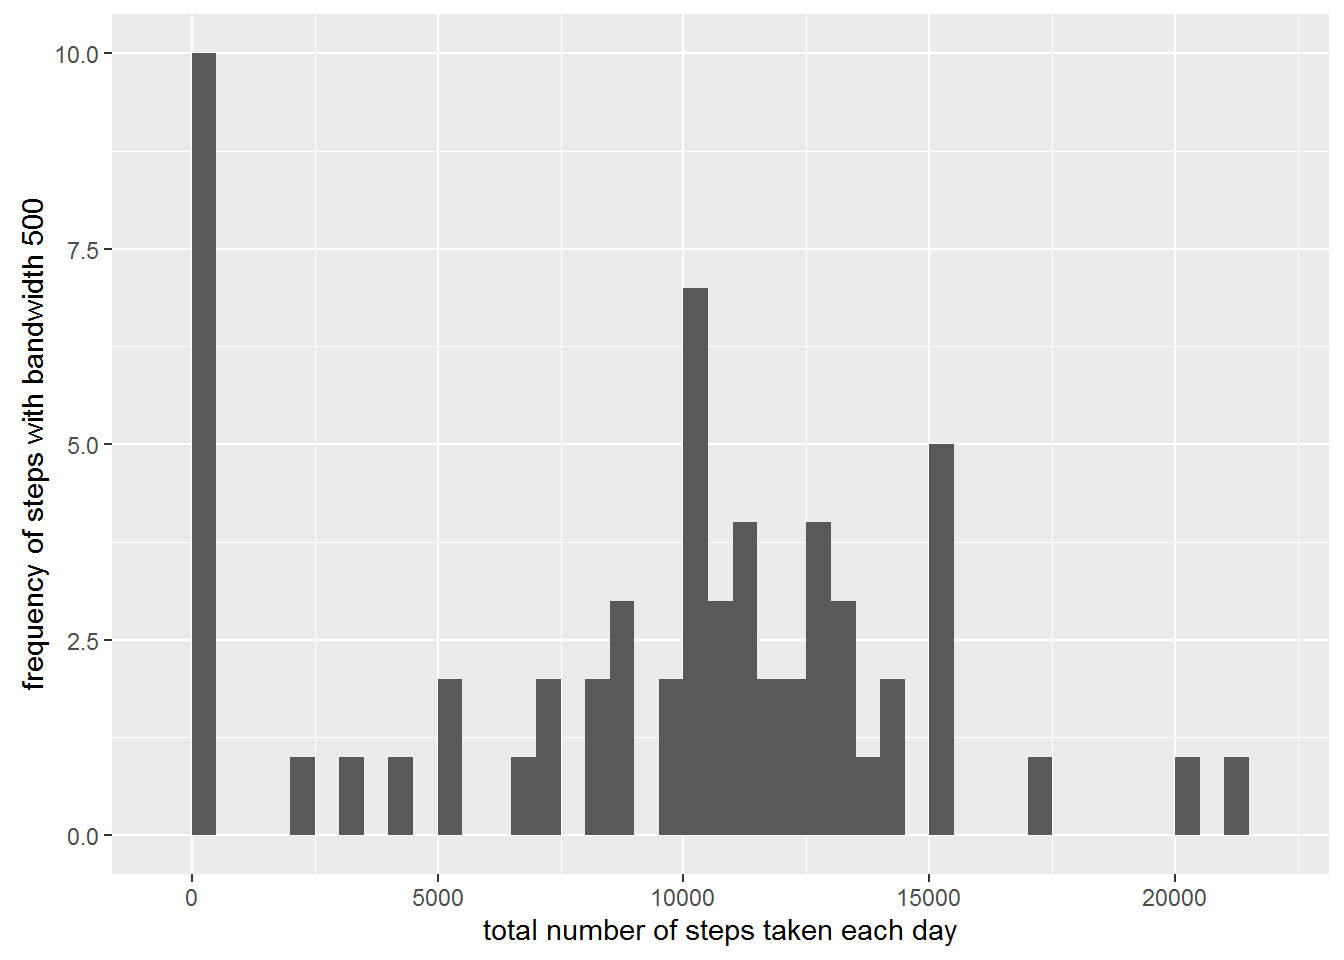 10.0
7.5
5.0
2.5
0.0
frequency of steps with bandwidth 500
0 5000 10000 15000 20000
total number of steps taken each day